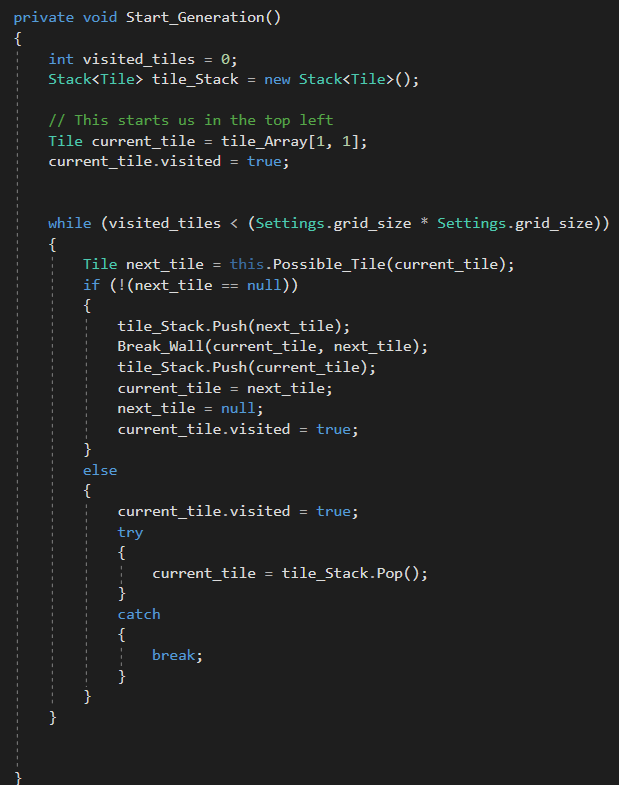 private void Start_Generation()
{
    int visited_tiles = 0;
    Stack<Tile> tile_Stack = new Stack<Tile>();

    // This starts us in the top left
    Tile current_tile = tile_Array[1, 1];
    current_tile.visited = true;


    while (visited_tiles < (Settings.grid_size * Settings.grid_size))
    {
        Tile next_tile = this.Possible_Tile(current_tile);
        if (!(next_tile == null))
        {
            tile_Stack.Push(next_tile);
            Break_Wall(current_tile, next_tile);
            tile_Stack.Push(current_tile);
            current_tile = next_tile;
            next_tile = null;
            current_tile.visited = true;
        }
        else
        {
            current_tile.visited = true;
            try
            {
                current_tile = tile_Stack.Pop();
            }
            catch
            {
                break;
            }
        }
    }


}